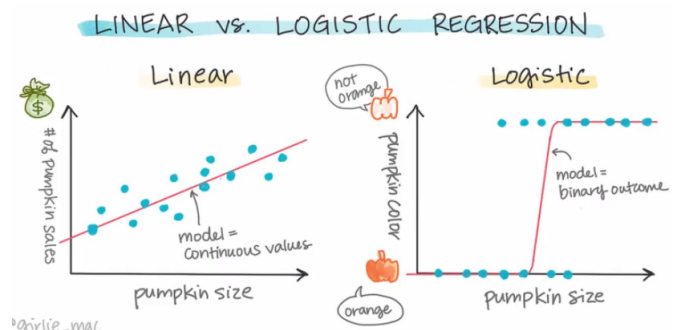 LINEAR vs. LOGISTIC REGRESSION
Linear
$
# of Pumpkin Sales
model =
continuous values
pumpkin size
Logistic
not
orange
pumpkin color
model =
binary outcome
orange
pumpkin size
@girlie_mac